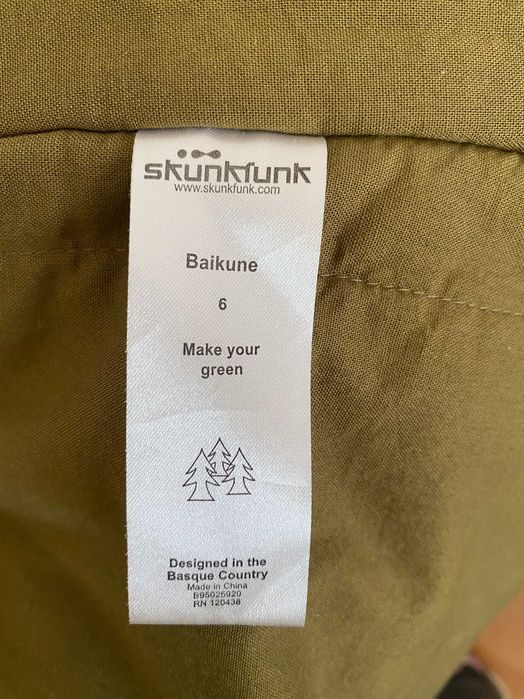 skunkfunk
www.skunkfunk.com
Baikune
6
Make your
green
Designed in the
Basque Country
Made in China
B95025920
RN 120438